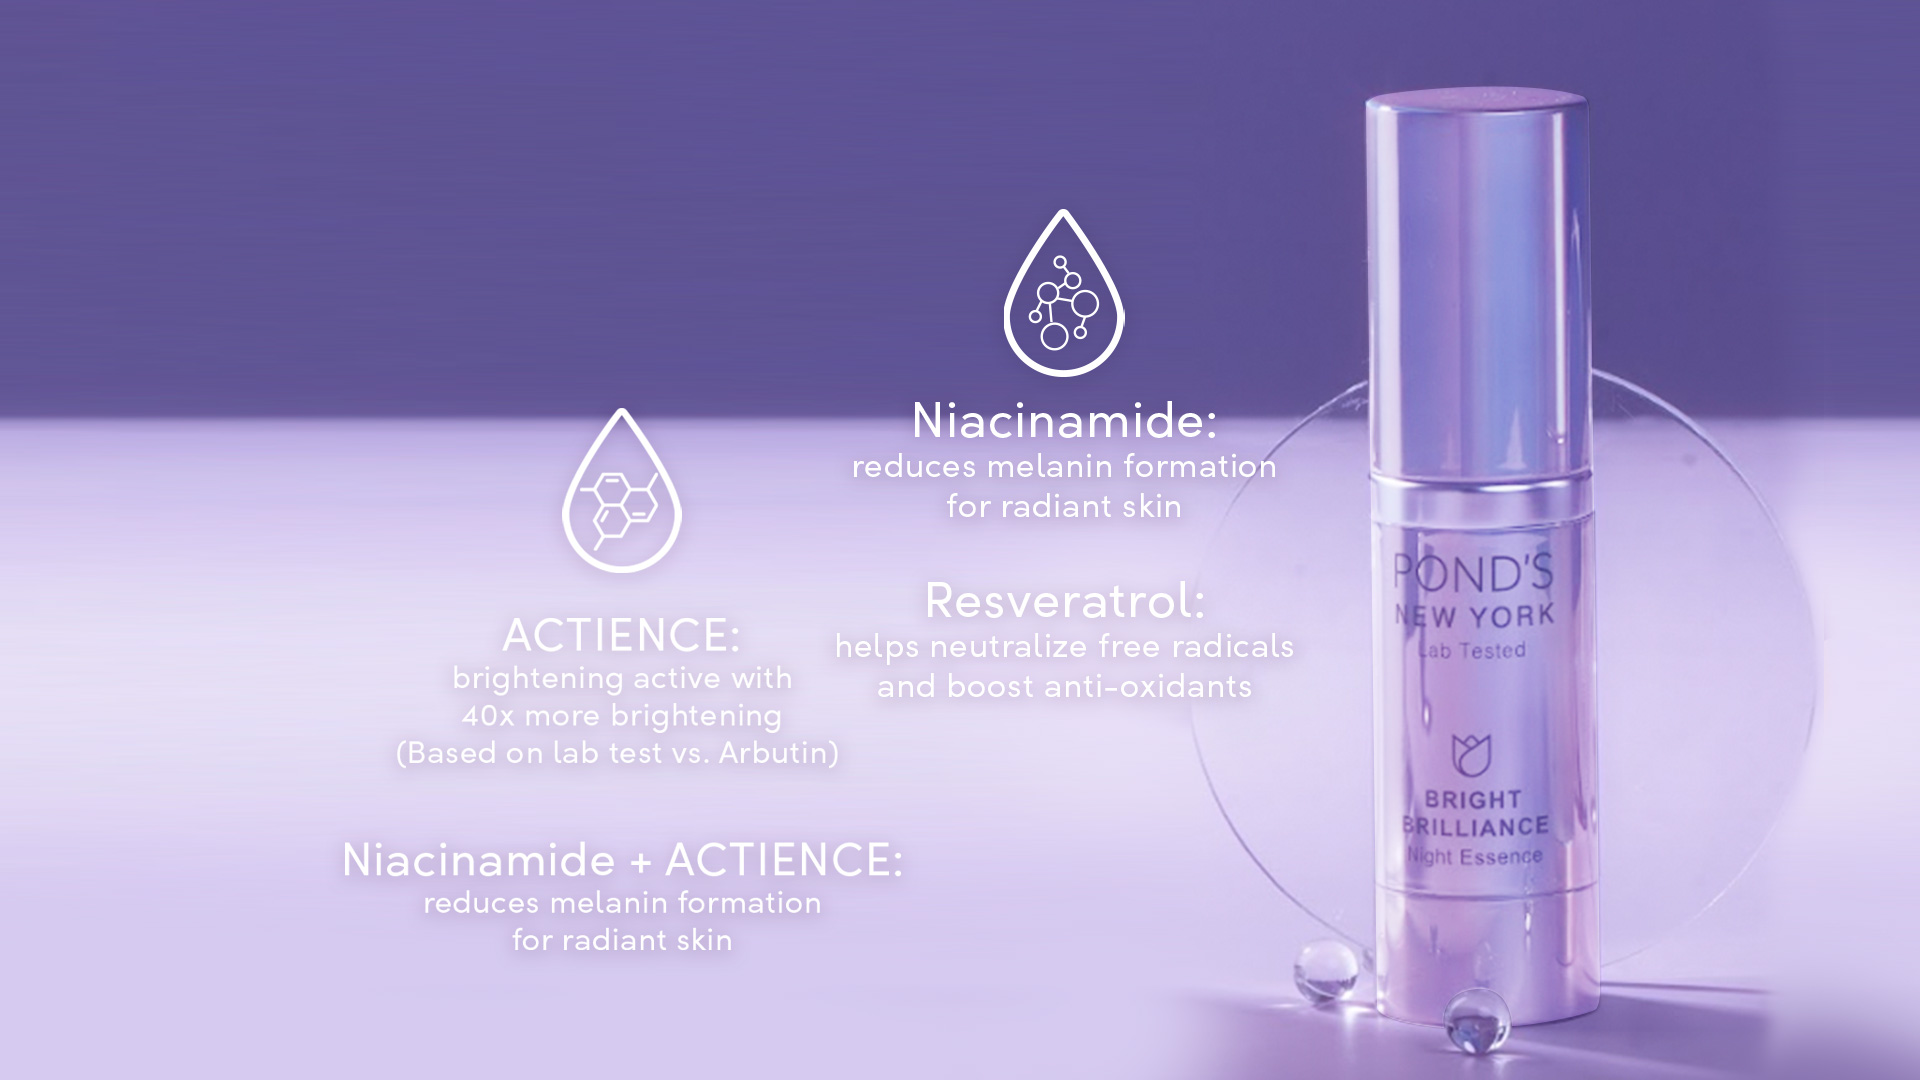 Niacinamide:
reduces melanin formation
for radiant skin
Resveratrol:
helps neutralize free radicals
and boost anti-oxidants
ACTIENCE:
brightening active with
40x more brightening
(Based on lab test vs. Arbutin)
Niacinamide + ACTIENCE:
reduces melanin formation
for radiant skin
POND'S
NEW YORK
Lab Tested
BRIGHT
BRILLIANCE
Night Essence